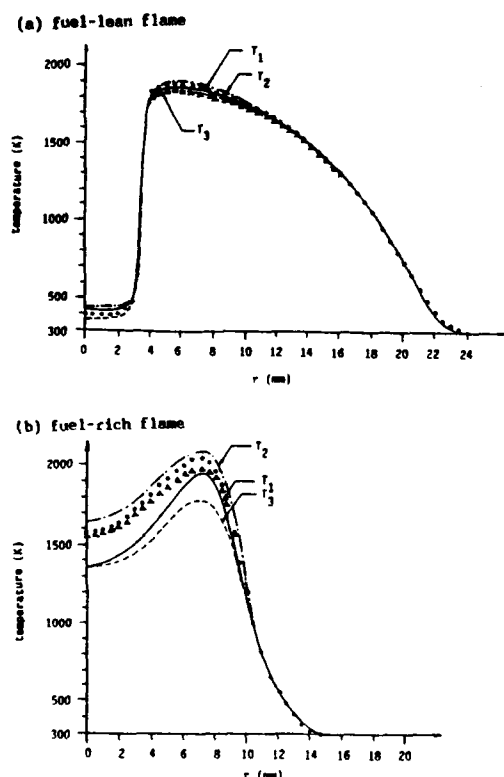 (a) fuel-lean flame
T1
T2
T3
temperature (K)
2000
1500
1000
500
300
0 2 4 6 8 10 12 14 16 18 20 22 24
r (mm)
(b) fuel-rich flame
T2
T1
T3
temperature (K)
2000
1500
1000
500
300
0 2 4 6 8 10 12 14 16 18 20
r (mm)